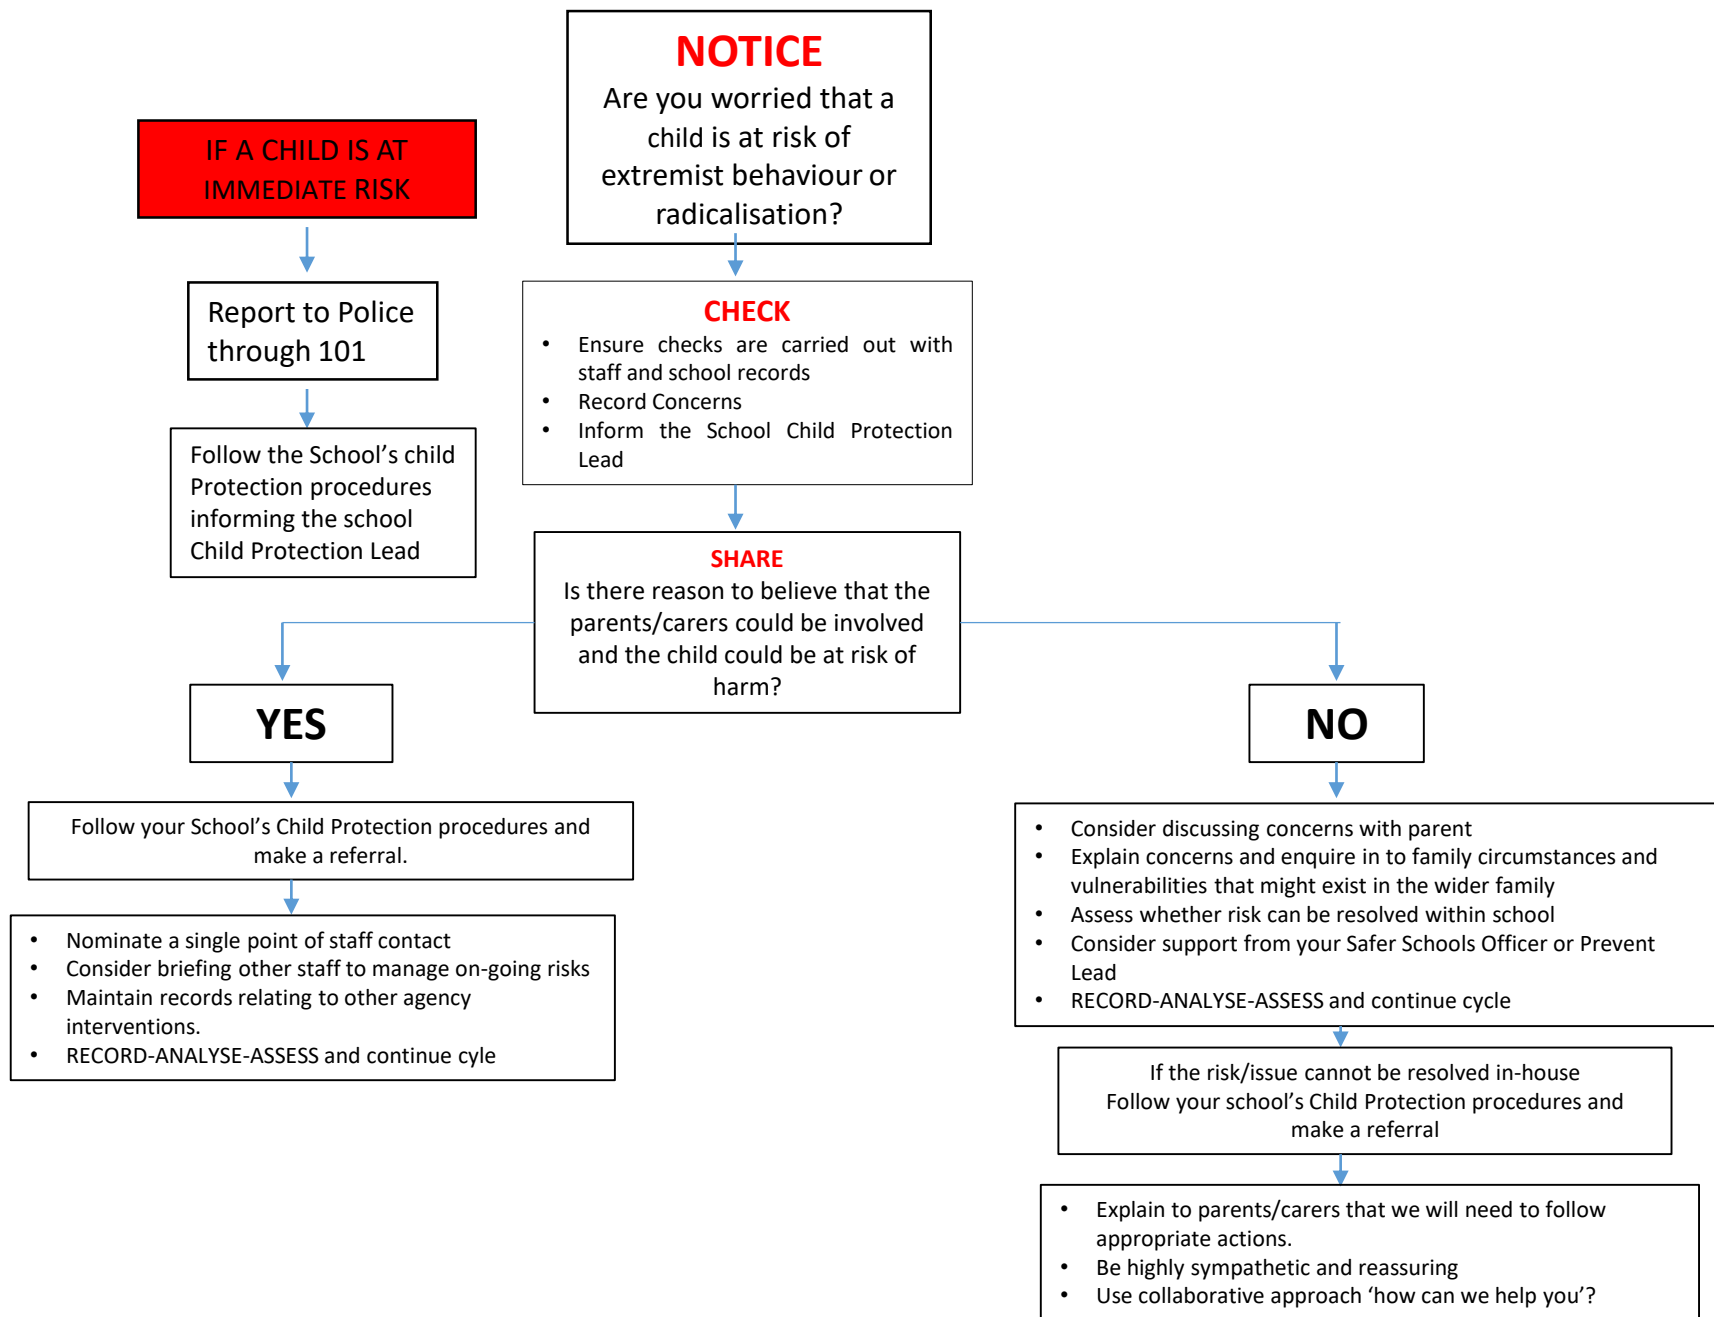 NOTICE
Are you worried that a
child is at risk of
extremist behaviour or
radicalisation?
IF A CHILD IS AT
IMMEDIATE RISK
Report to Police
through 101
Follow the School’s child
Protection procedures
informing the school
Child Protection Lead
CHECK
• Ensure checks are carried out with
staff and school records
• Record Concerns
• Inform the School Child Protection
Lead
SHARE
Is there reason to believe that the
parents/carers could be involved
and the child could be at risk of
harm?
YES
Follow your School’s Child Protection procedures and
make a referral.
• Nominate a single point of staff contact
• Consider briefing other staff to manage on-going risks
• Maintain records relating to other agency
interventions.
• RECORD-ANALYSE-ASSESS and continue cyle
NO
• Consider discussing concerns with parent
• Explain concerns and enquire in to family circumstances and
vulnerabilities that might exist in the wider family
• Assess whether risk can be resolved within school
• Consider support from your Safer Schools Officer or Prevent
Lead
• RECORD-ANALYSE-ASSESS and continue cycle
If the risk/issue cannot be resolved in-house
Follow your school’s Child Protection procedures and
make a referral
• Explain to parents/carers that we will need to follow
appropriate actions.
• Be highly sympathetic and reassuring
• Use collaborative approach ‘how can we help you’?